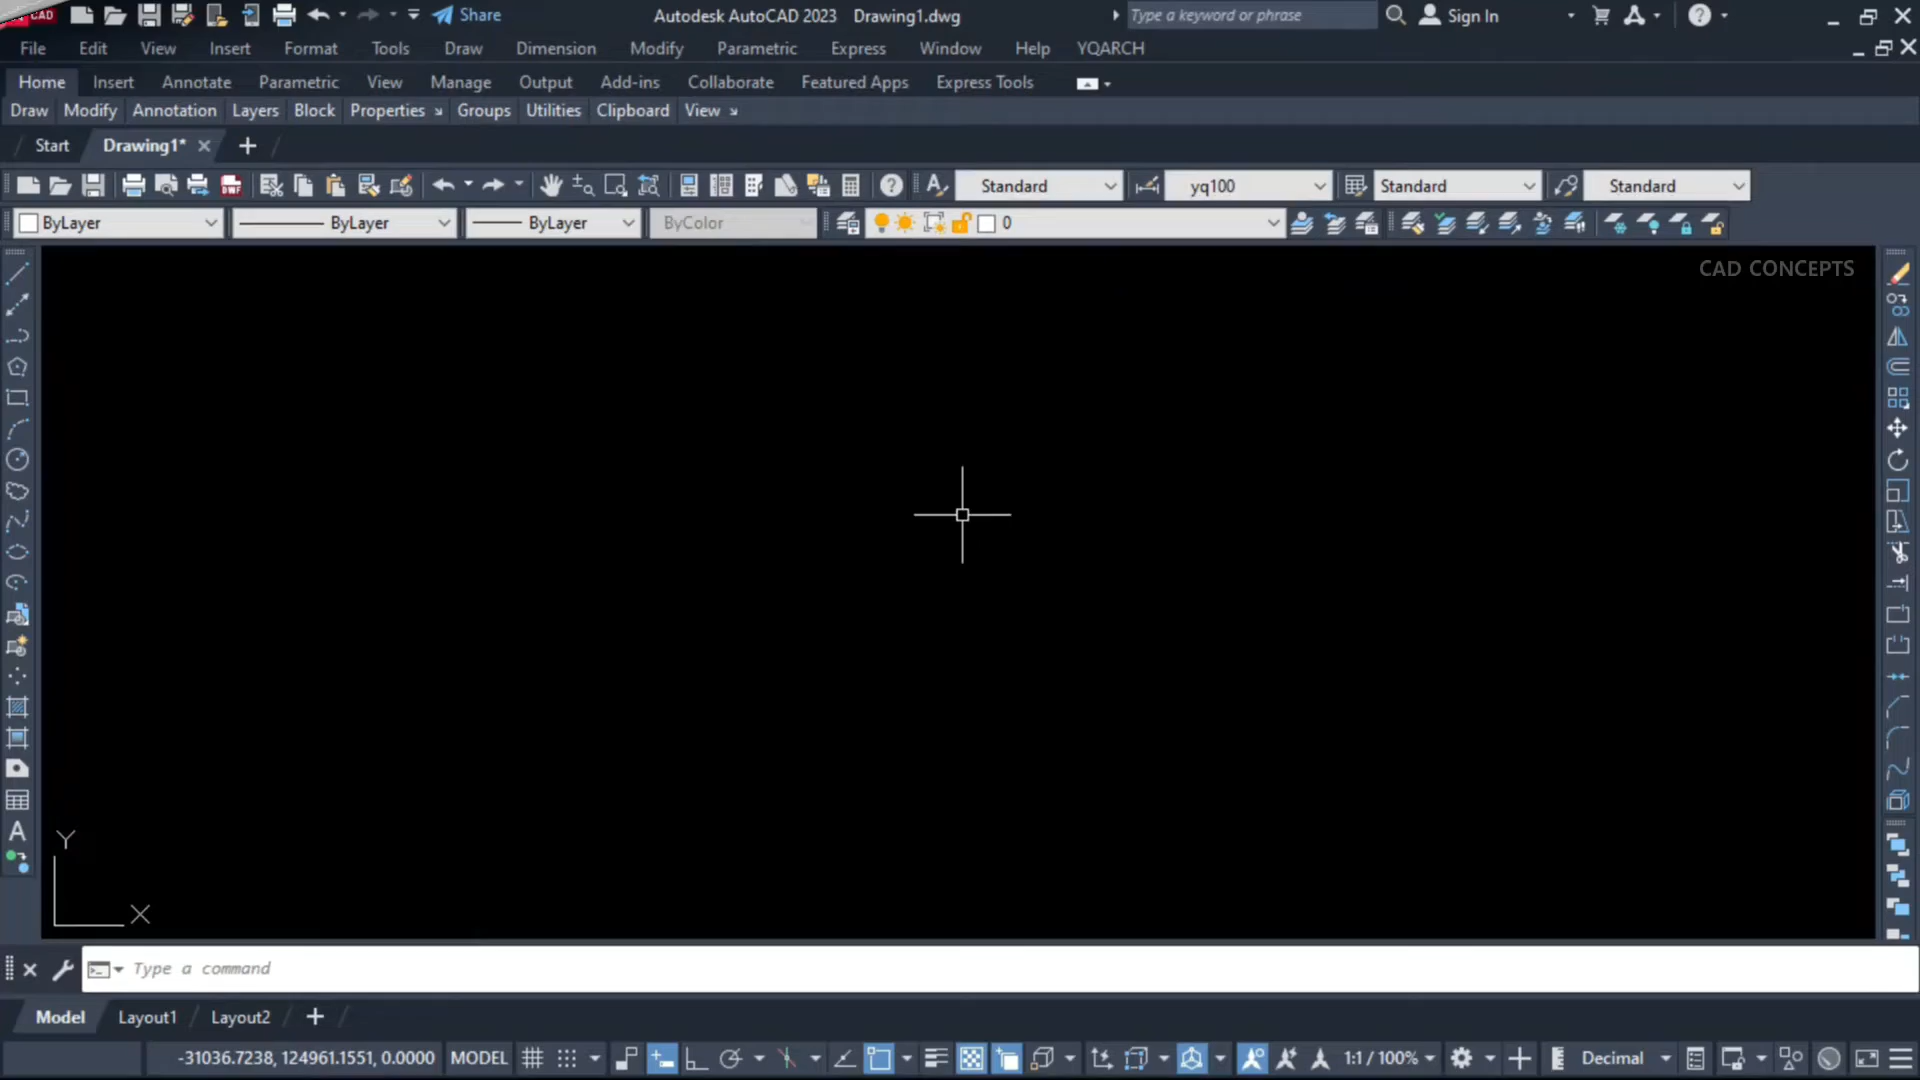 CAD Share Autodesk AutoCAD 2023 Drawing1.dwg Type a keyword or phrase Sign In
File Edit View Insert Format Tools Draw Dimension Modify Parametric Express Window Help YQARCH
Home Insert Annotate Parametric View Manage Output Add-ins Collaborate Featured Apps Express Tools
Draw Modify Annotation Layers Block Properties Groups Utilities Clipboard View
Start Drawing1*
DWF Standard yq100 Standard Standard
ByLayer ByLayer ByLayer ByColor 0
CAD CONCEPTS
A
Y
X
Type a command
Model Layout1 Layout2
-31036.7238, 124961.1551, 0.0000 MODEL 1:1 / 100% Decimal